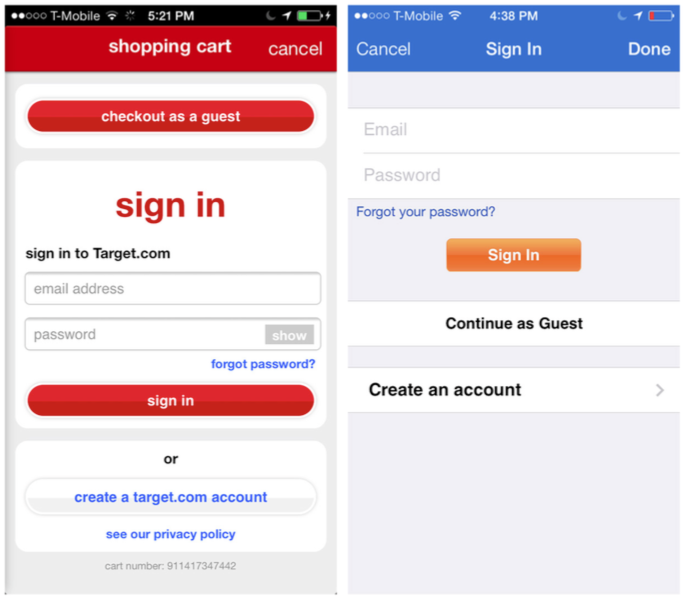 T-Mobile 5:21 PM
shopping cart cancel
checkout as a guest
sign in
sign in to Target.com
email address
password show
forgot password?
sign in
or
create a target.com account
see our privacy policy
cart number: 911417347442
T-Mobile 4:38 PM
Cancel Sign In Done
Email
Password
Forgot your password?
Sign In
Continue as Guest
Create an account